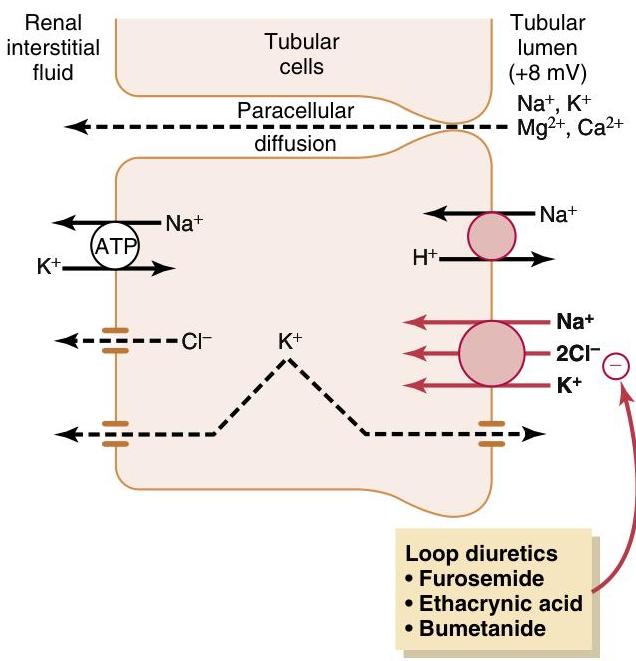 Renal
interstitial
fluid
Tubular
cells
Tubular
lumen
(+8 mV)
Paracellular
diffusion
Na⁺, K⁺
Mg²⁺, Ca²⁺
Na⁺
ATP
K⁺
Na⁺
H⁺
Cl⁻
K⁺
Na⁺
2Cl⁻
K⁺
−
Loop diuretics
• Furosemide
• Ethacrynic acid
• Bumetanide